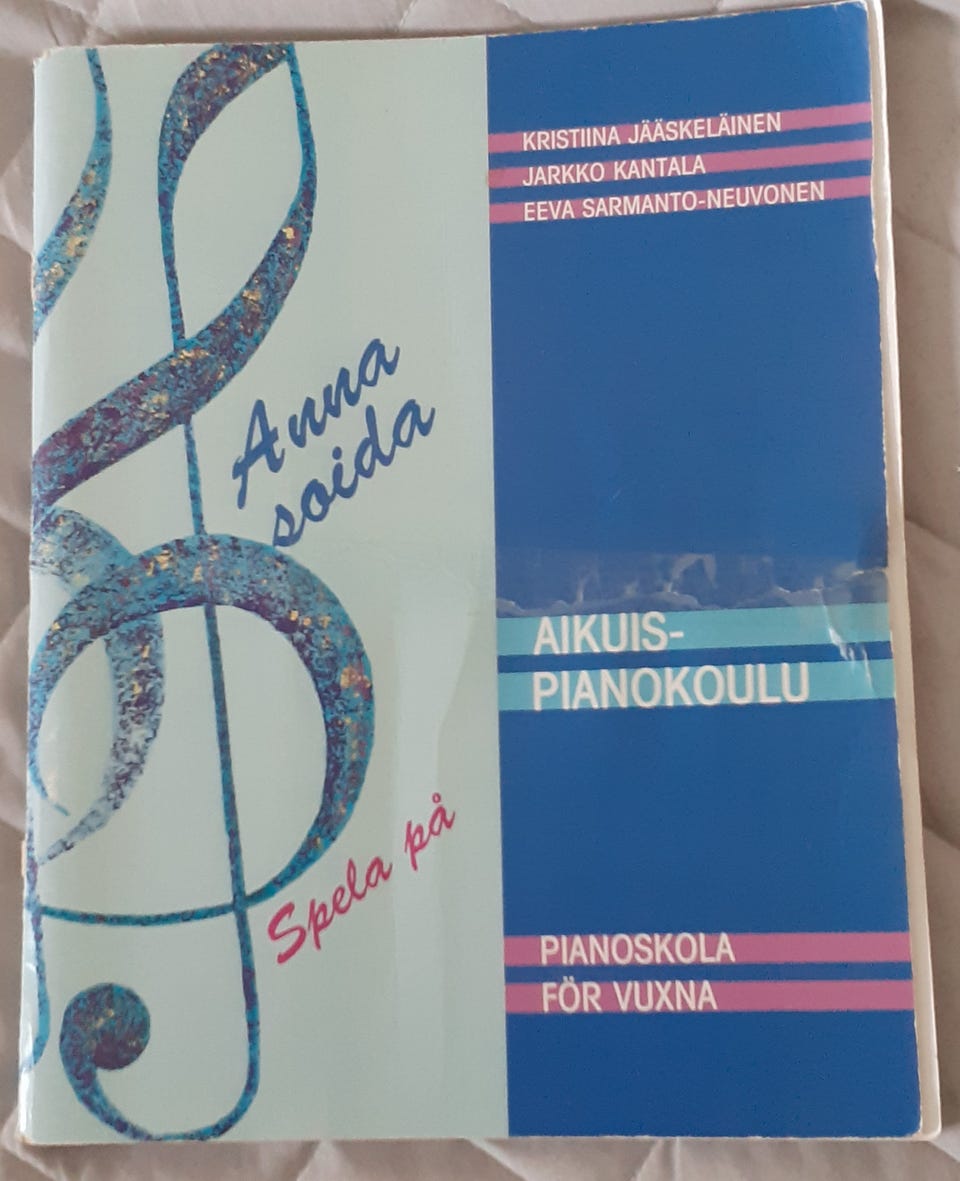 KRISTIINA JÄÄSKELÄINEN
JARKKO KANTALA
EEVA SARMANTO-NEUVONEN
Anna
soida
AIKUIS-
PIANOKOULU
Spela på
PIANOSKOLA
FÖR VUXNA